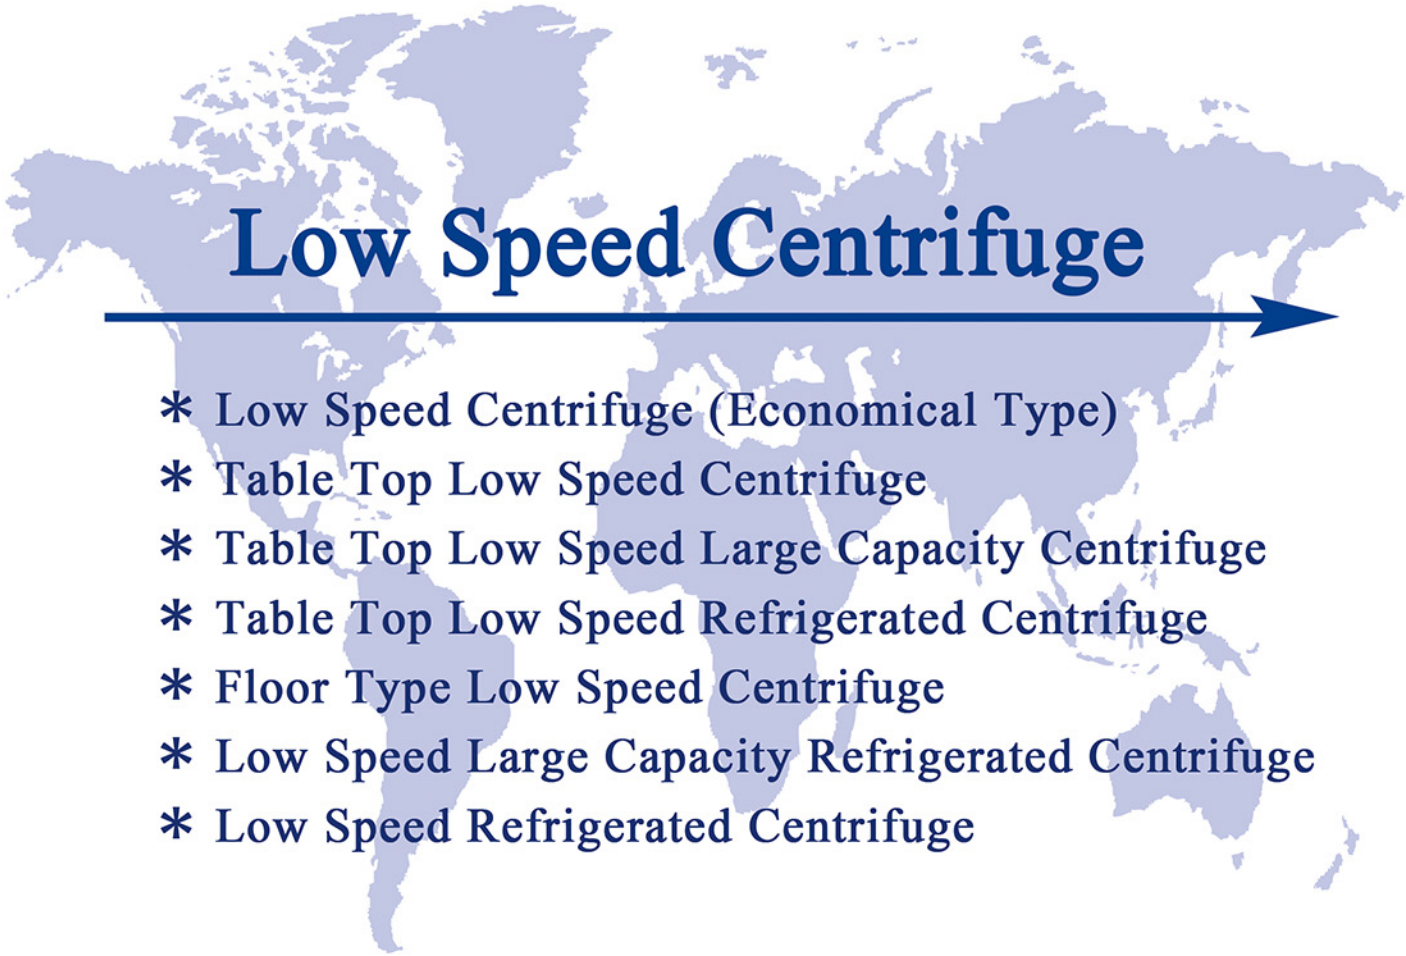 Low Speed Centrifuge
* Low Speed Centrifuge (Economical Type)
* Table Top Low Speed Centrifuge
* Table Top Low Speed Large Capacity Centrifuge
* Table Top Low Speed Refrigerated Centrifuge
* Floor Type Low Speed Centrifuge
* Low Speed Large Capacity Refrigerated Centrifuge
* Low Speed Refrigerated Centrifuge